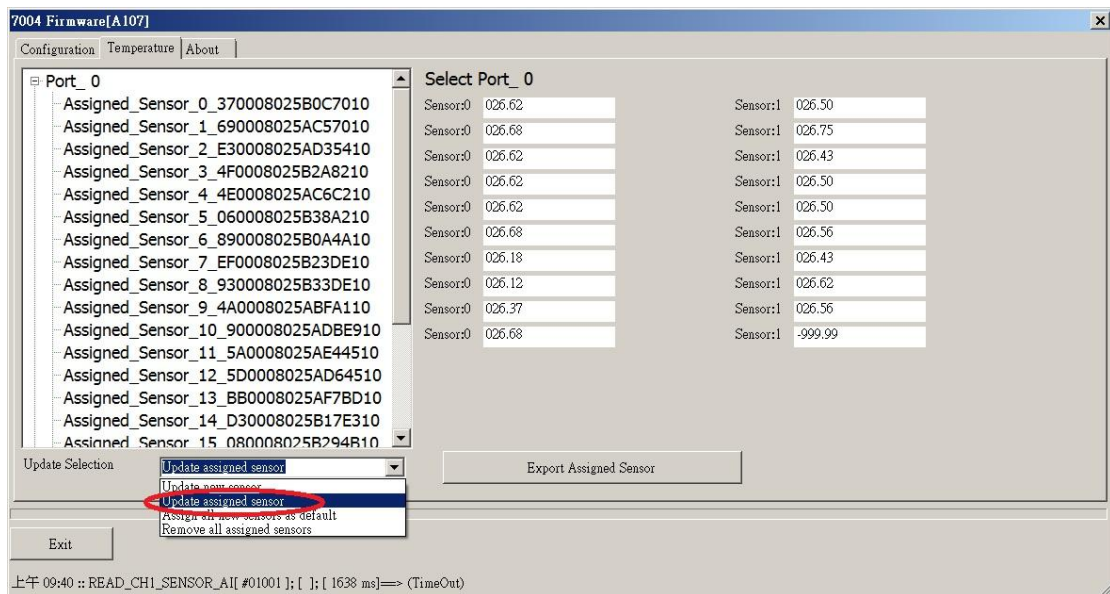 7004 Firmware[A107]
Configuration Temperature About
Port_ 0
Assigned_Sensor_0_370008025B0C7010
Assigned_Sensor_1_690008025AC57010
Assigned_Sensor_2_E30008025AD35410
Assigned_Sensor_3_4F0008025B2A8210
Assigned_Sensor_4_4E0008025AC6C210
Assigned_Sensor_5_060008025B38A210
Assigned_Sensor_6_890008025B0A4A10
Assigned_Sensor_7_EF0008025B23DE10
Assigned_Sensor_8_930008025B33DE10
Assigned_Sensor_9_4A0008025ABFA110
Assigned_Sensor_10_900008025ADBE910
Assigned_Sensor_11_5A0008025AE44510
Assigned_Sensor_12_5D0008025AD64510
Assigned_Sensor_13_BB0008025AF7BD10
Assigned_Sensor_14_D30008025B17E310
Assigned_Sensor_15_080008025B294B10
Select Port_ 0
Sensor:0 026.62 Sensor:1 026.50
Sensor:0 026.68 Sensor:1 026.75
Sensor:0 026.62 Sensor:1 026.43
Sensor:0 026.62 Sensor:1 026.50
Sensor:0 026.62 Sensor:1 026.50
Sensor:0 026.68 Sensor:1 026.56
Sensor:0 026.18 Sensor:1 026.43
Sensor:0 026.12 Sensor:1 026.62
Sensor:0 026.37 Sensor:1 026.56
Sensor:0 026.68 Sensor:1 -999.99
Update Selection Update assigned sensor Export Assigned Sensor
Update new sensor
Update assigned sensor
Assign all new sensors as default
Remove all assigned sensors
Exit
上午 09:40 :: READ_CH1_SENSOR_AI[ #01001 ]; [ ]; [ 1638 ms]==> (TimeOut)